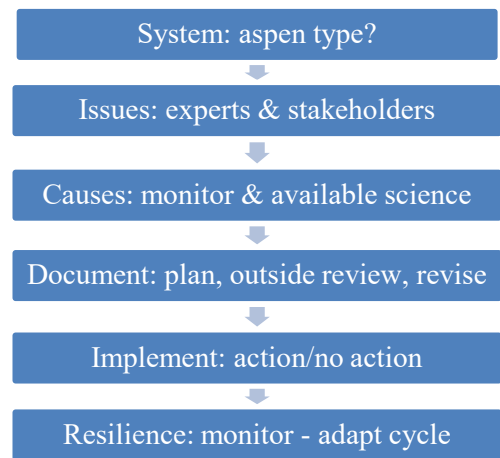 System: aspen type?
Issues: experts & stakeholders
Causes: monitor & available science
Document: plan, outside review, revise
Implement: action/no action
Resilience: monitor - adapt cycle